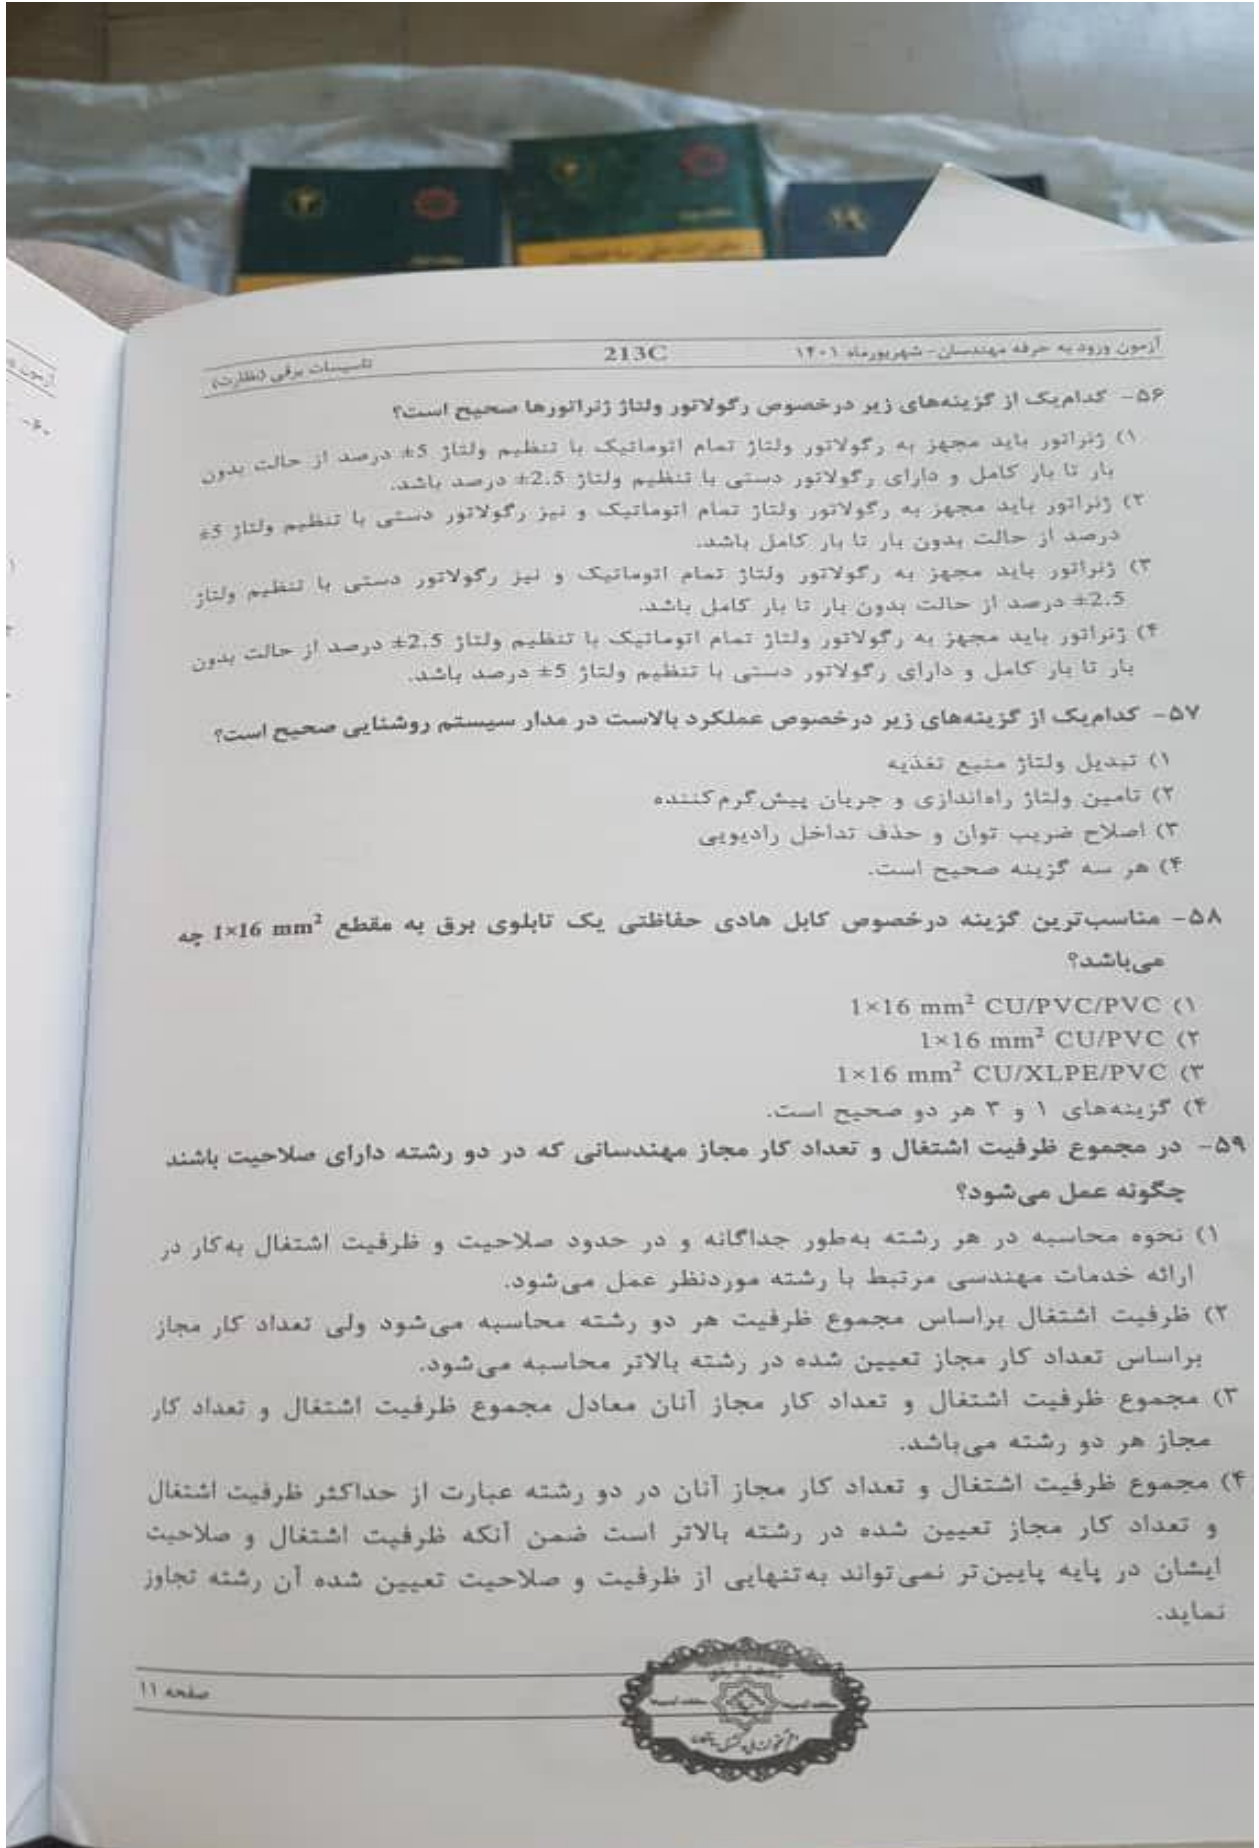 آزمون ورود به حرفه مهندسان - شهریورماه ۱۴۰۱ 213C تاسیسات برقی (نظارت)
۵۶- کدام‌یک از گزینه‌های زیر درخصوص رگولاتور ولتاژ ژنراتورها صحیح است؟
۱) ژنراتور باید مجهز به رگولاتور ولتاژ تمام اتوماتیک با تنظیم ولتاژ 5± درصد از حالت بدون
بار تا بار کامل و دارای رگولاتور دستی با تنظیم ولتاژ 2.5± درصد باشد.
۲) ژنراتور باید مجهز به رگولاتور ولتاژ تمام اتوماتیک و نیز رگولاتور دستی با تنظیم ولتاژ 5±
درصد از حالت بدون بار تا بار کامل باشد.
۳) ژنراتور باید مجهز به رگولاتور ولتاژ تمام اتوماتیک و نیز رگولاتور دستی با تنظیم ولتاژ
2.5± درصد از حالت بدون بار تا بار کامل باشد.
۴) ژنراتور باید مجهز به رگولاتور ولتاژ تمام اتوماتیک با تنظیم ولتاژ 2.5± درصد از حالت بدون
بار تا بار کامل و دارای رگولاتور دستی با تنظیم ولتاژ 5± درصد باشد.
۵۷- کدام‌یک از گزینه‌های زیر درخصوص عملکرد بالاست در مدار سیستم روشنایی صحیح است؟
۱) تبدیل ولتاژ منبع تغذیه
۲) تامین ولتاژ راه‌اندازی و جریان پیش‌گرم‌کننده
۳) اصلاح ضریب توان و حذف تداخل رادیویی
۴) هر سه گزینه صحیح است.
۵۸- مناسب‌ترین گزینه درخصوص کابل هادی حفاظتی یک تابلوی برق به مقطع 1×16 mm² چه
می‌باشد؟
۱) 1×16 mm² CU/PVC/PVC
۲) 1×16 mm² CU/PVC
۳) 1×16 mm² CU/XLPE/PVC
۴) گزینه‌های ۱ و ۳ هر دو صحیح است.
۵۹- در مجموع ظرفیت اشتغال و تعداد کار مجاز مهندسانی که در دو رشته دارای صلاحیت باشند
چگونه عمل می‌شود؟
۱) نحوه محاسبه در هر رشته به‌طور جداگانه و در حدود صلاحیت و ظرفیت اشتغال به‌کار در
ارائه خدمات مهندسی مرتبط با رشته موردنظر عمل می‌شود.
۲) ظرفیت اشتغال براساس مجموع ظرفیت هر دو رشته محاسبه می‌شود ولی تعداد کار مجاز
براساس تعداد کار مجاز تعیین شده در رشته بالاتر محاسبه می‌شود.
۳) مجموع ظرفیت اشتغال و تعداد کار مجاز آنان معادل مجموع ظرفیت اشتغال و تعداد کار
مجاز هر دو رشته می‌باشد.
۴) مجموع ظرفیت اشتغال و تعداد کار مجاز آنان در دو رشته عبارت از حداکثر ظرفیت اشتغال
و تعداد کار مجاز تعیین شده در رشته بالاتر است ضمن آنکه ظرفیت اشتغال و صلاحیت
ایشان در پایه پایین‌تر نمی‌تواند به‌تنهایی از ظرفیت و صلاحیت تعیین شده آن رشته تجاوز
نماید.
صفحه ۱۱
آزمون
۶۰-